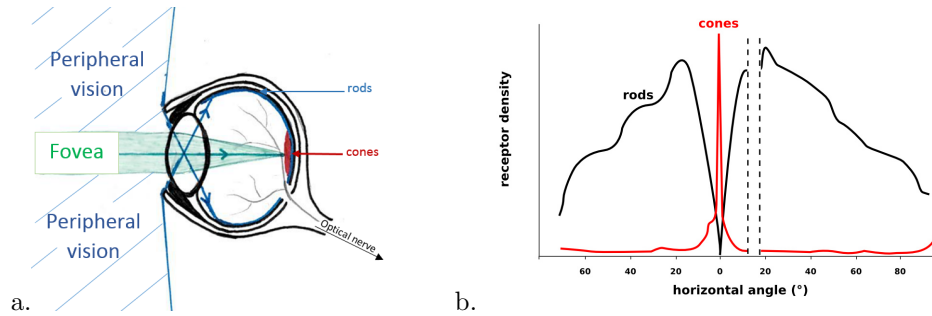 Peripheral
vision
rods
Fovea
cones
Peripheral
vision
Optical nerve
a.
cones
rods
receptor density
60 40 20 0 20 40 60 80
horizontal angle (°)
b.